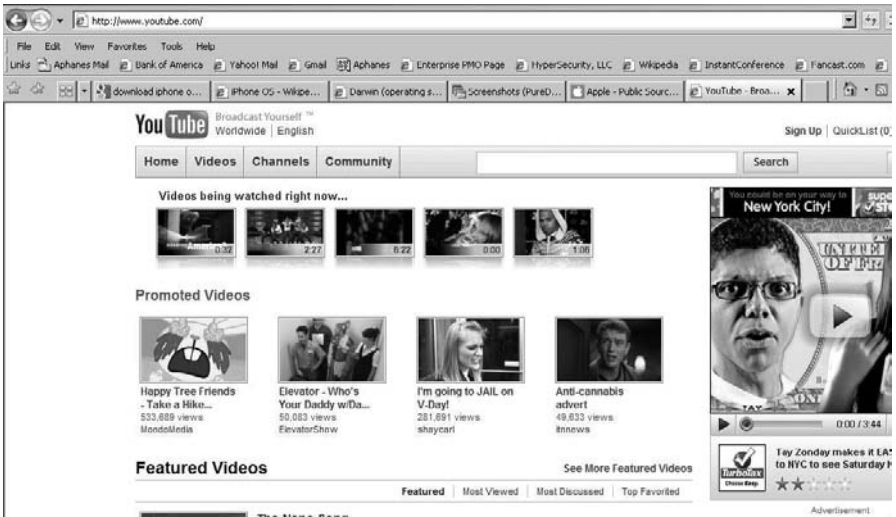 http://www.youtube.com/
File Edit View Favorites Tools Help
Links Aphanes Mail Bank of America Yahoo! Mail Gmail Aphanes Enterprise PMO Page HyperSecurity, LLC Wikipedia InstantConference Fancast.com
download iphone o... iPhone OS - Wikipe... Darwin (operating s... Screenshots (PureD... Apple - Public Sourc... YouTube - Broa... x
YouTube Broadcast Yourself ™
Worldwide | English
Sign Up | QuickList (0)
Home Videos Channels Community Search
Videos being watched right now...
You could be on your way to
New York City!
0:32 2:27 6:22 0:00 1:06
Promoted Videos
Happy Tree Friends
- Take a Hike...
533,689 views
MondoMedia
Elevator - Who's
Your Daddy w/Da...
50,083 views
ElevatorShow
I'm going to JAIL on
V-Day!
281,691 views
shaycarl
Anti-cannabis
advert
49,633 views
itnnews
0:00 / 3:44
TurboTax
Choose Easy.
Tay Zonday makes it
to NYC to see Saturday
Advertisement
Featured Videos
See More Featured Videos
Featured | Most Viewed | Most Discussed | Top Favorited